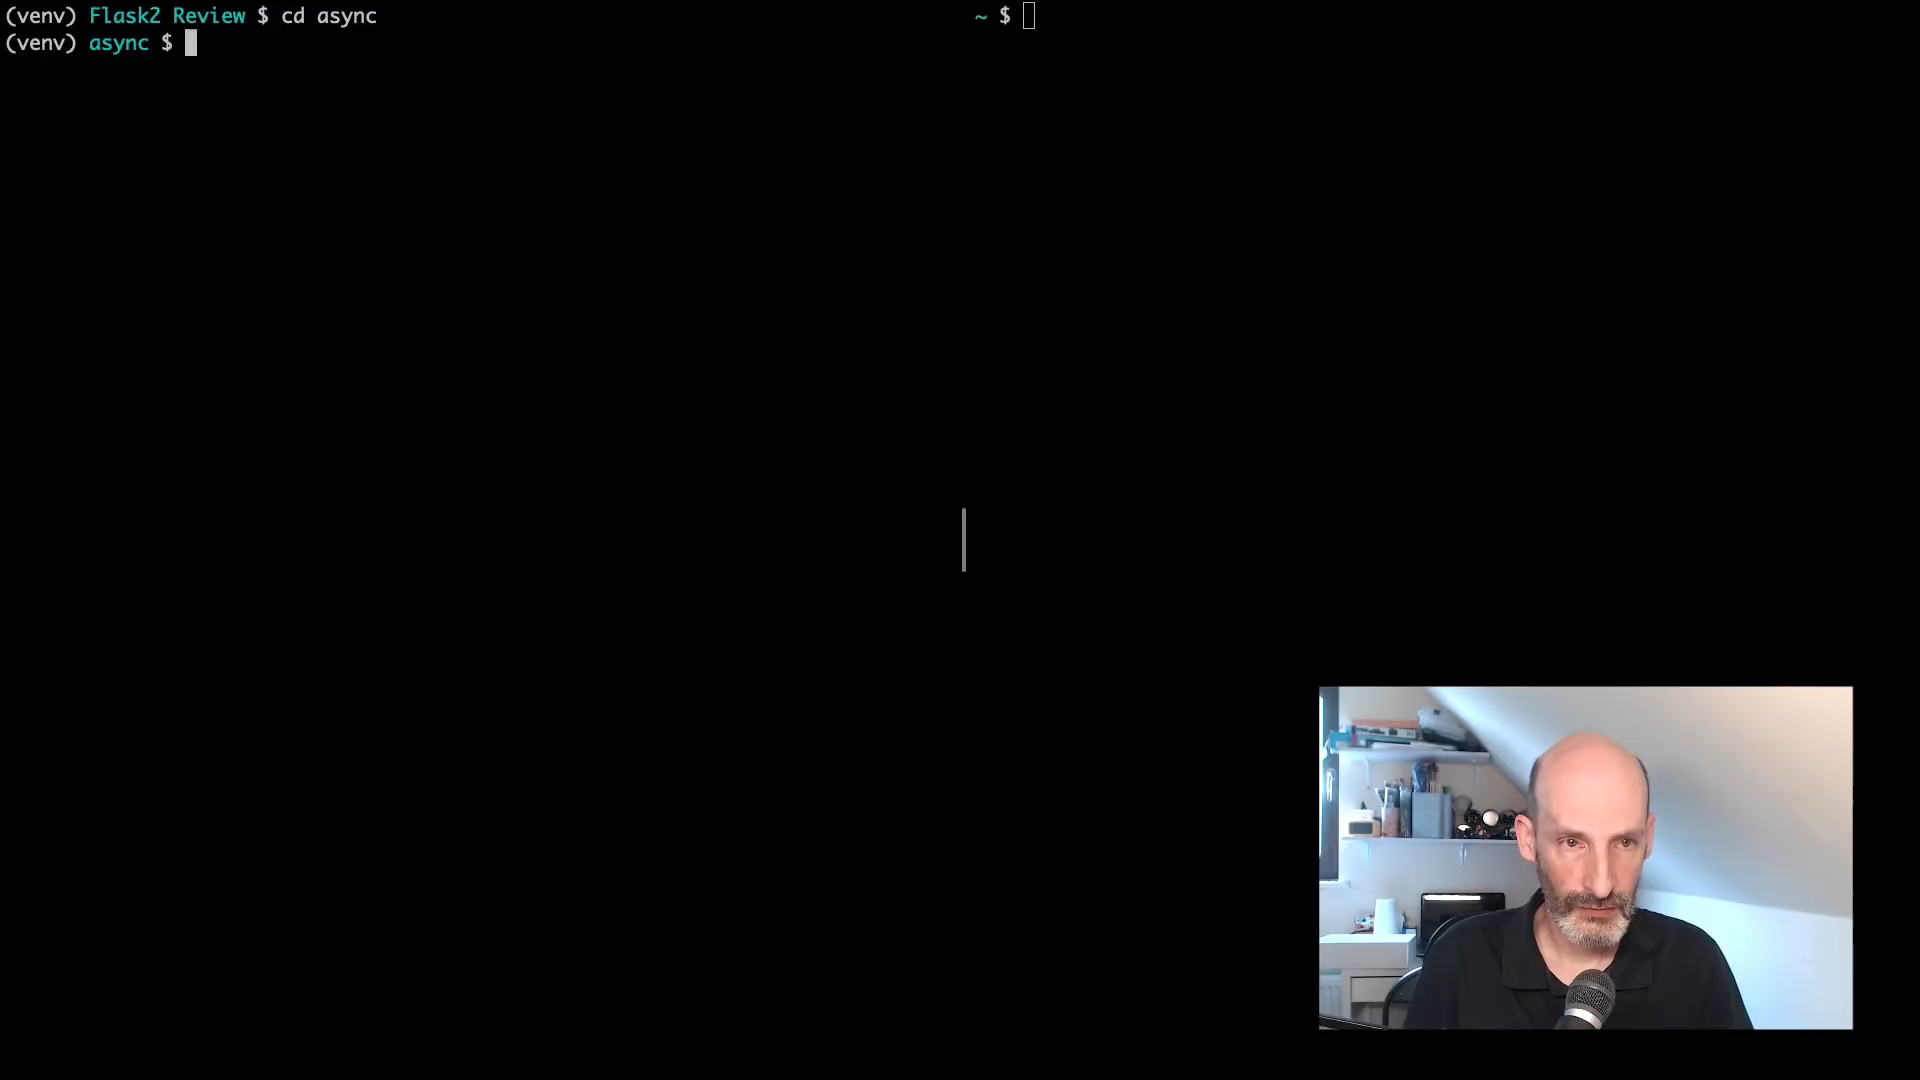 (venv) Flask2 Review $ cd async
(venv) async $
~ $